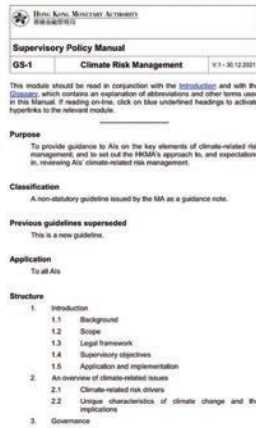 HONG KONG MONETARY AUTHORITY
香港金融管理局
Supervisory Policy Manual
GS-1
Climate Risk Management
V.1 – 30.12.2021
This module should be read in conjunction with the Introduction and with th
Glossary, which contains an explanation of abbreviations and other terms use
in this Manual. If reading on-line, click on blue underlined headings to activat
hyperlinks to the relevant module.
Purpose
To provide guidance to AIs on the key elements of climate-related ris
management; and to set out the HKMA's approach to, and expectation
in, reviewing AIs' climate-related risk management.
Classification
A non-statutory guideline issued by the MA as a guidance note.
Previous guidelines superseded
This is a new guideline.
Application
To all AIs
Structure
1. Introduction
1.1 Background
1.2 Scope
1.3 Legal framework
1.4 Supervisory objectives
1.5 Application and implementation
2. An overview of climate-related issues
2.1 Climate-related risk drivers
2.2 Unique characteristics of climate change and the
implications
3. Governance